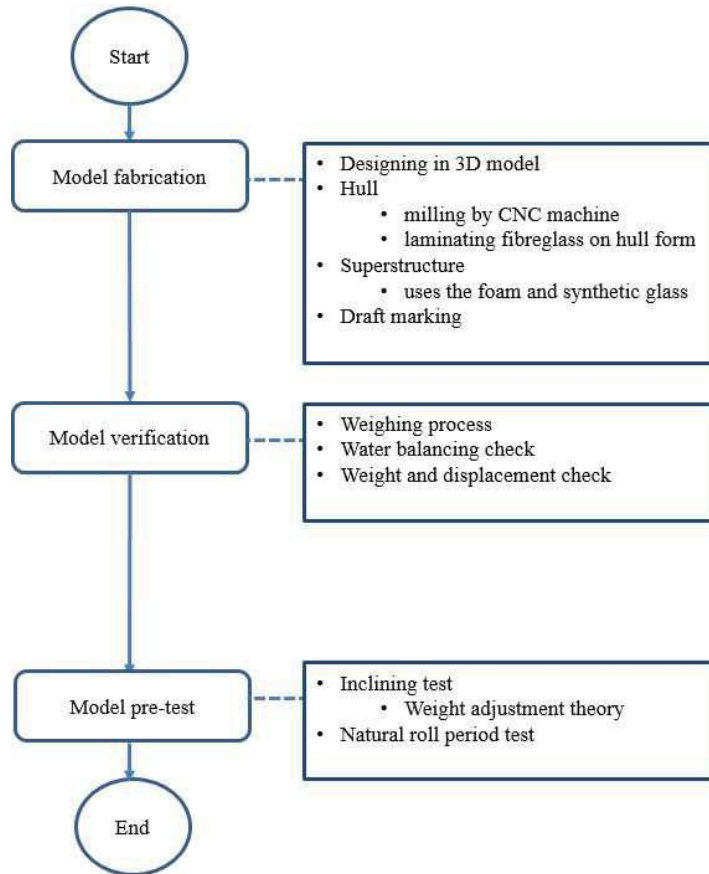 Start
Model fabrication
• Designing in 3D model
• Hull
• milling by CNC machine
• laminating fibreglass on hull form
• Superstructure
• uses the foam and synthetic glass
• Draft marking
Model verification
• Weighing process
• Water balancing check
• Weight and displacement check
Model pre-test
• Inclining test
• Weight adjustment theory
• Natural roll period test
End